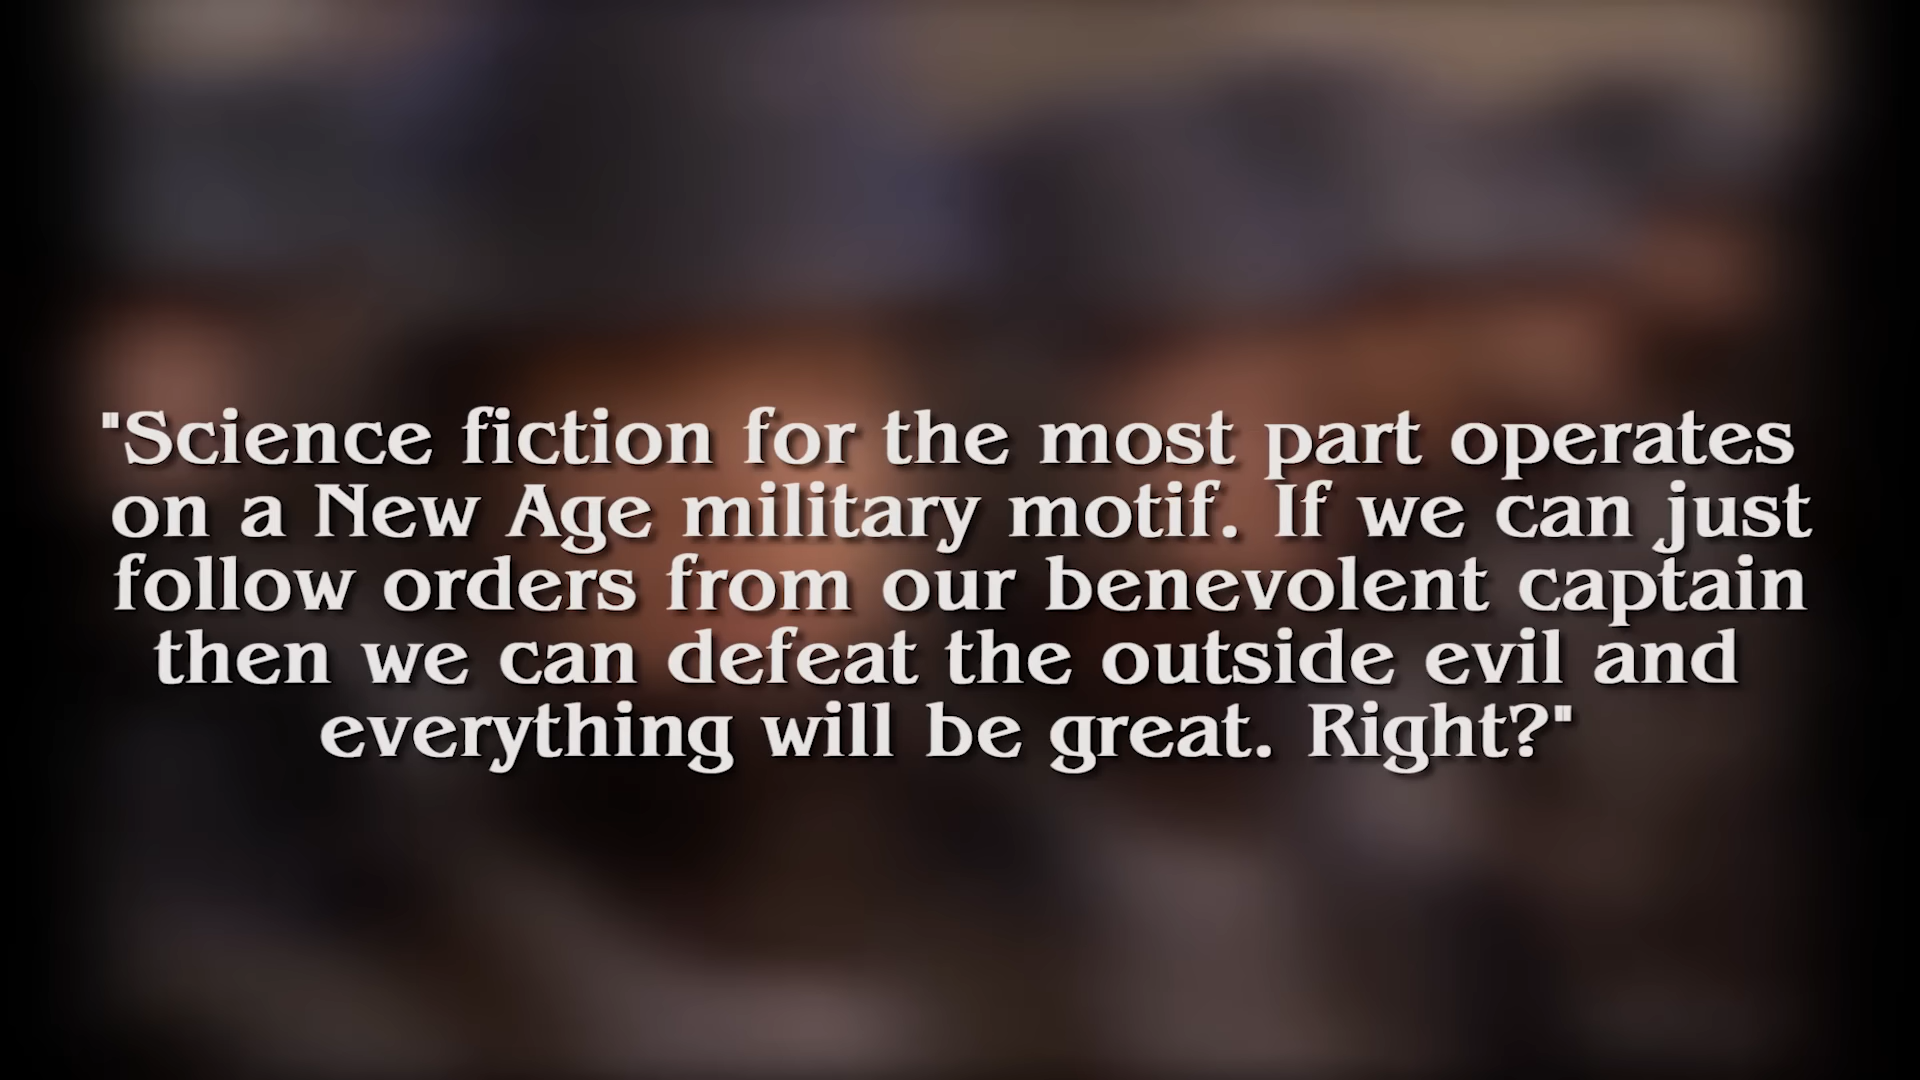 "Science fiction for the most part operates
on a New Age military motif. If we can just
follow orders from our benevolent captain
then we can defeat the outside evil and
everything will be great. Right?"